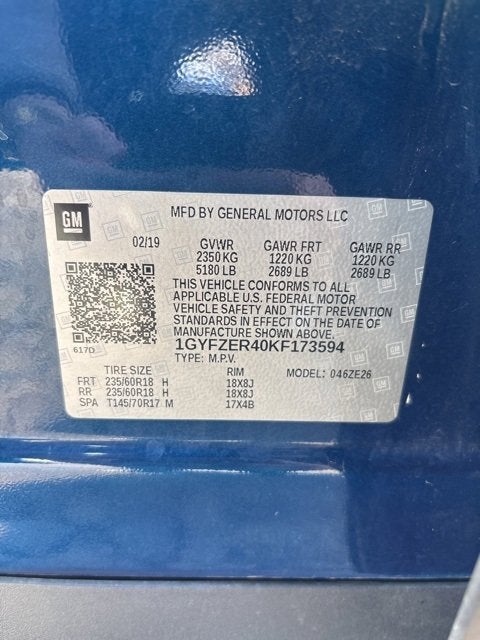 GM
MFD BY GENERAL MOTORS LLC
02/19 GVWR GAWR FRT GAWR RR
2350 KG 1220 KG 1220 KG
5180 LB 2689 LB 2689 LB
THIS VEHICLE CONFORMS TO ALL
APPLICABLE U.S. FEDERAL MOTOR
VEHICLE SAFETY AND THEFT PREVENTION
STANDARDS IN EFFECT ON THE DATE OF
MANUFACTURE SHOWN ABOVE.
617D 1GYFZER40KF173594
TYPE: M.P.V. MODEL: 046ZE26
TIRE SIZE RIM
FRT 235/60R18 H 18X8J
RR 235/60R18 H 18X8J
SP T145/70R17 M 17X4B